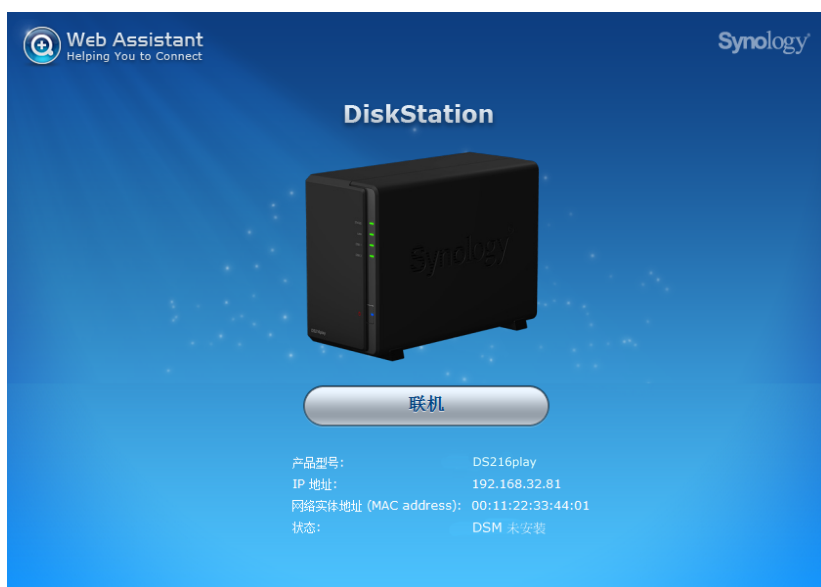 Web Assistant
Helping You to Connect
Synology
DiskStation
Synology
联机
产品型号: DS216play
IP 地址: 192.168.32.81
网络实体地址 (MAC address): 00:11:22:33:44:01
状态: DSM 未安装